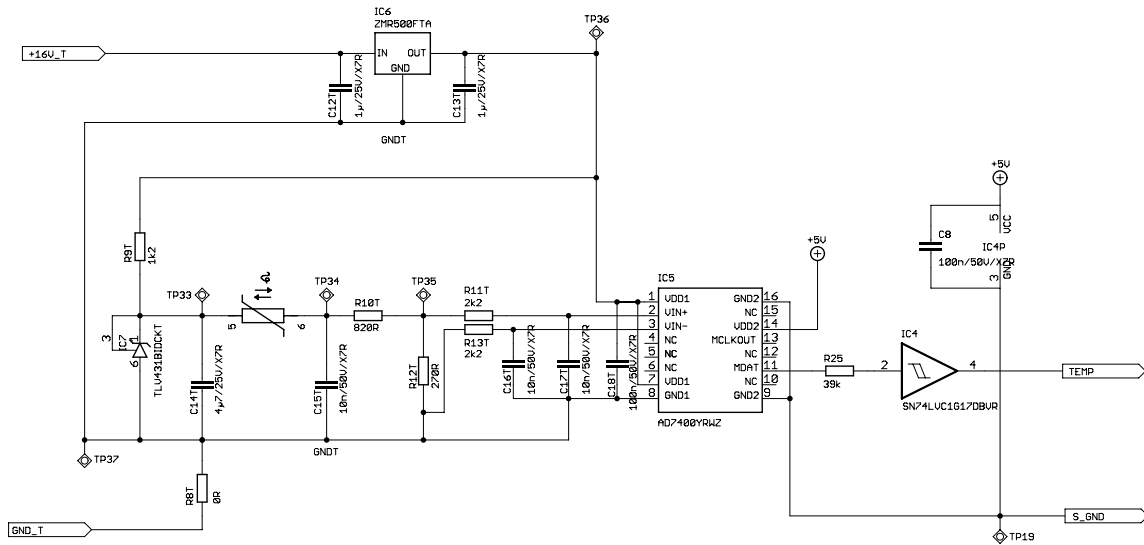 IC6
ZMR500FTA
TP36
+16V_T
IN
OUT
GND
C12T
1µ/25V/X7R
C13T
1µ/25V/X7R
GNDT
+5V
5
VCC
C8
100n/50V/X7R
IC4P
3
GND
R9T
1k2
+5V
TP33
TP34
TP35
IC5
R10T
820R
R11T
2k2
R13T
2k2
5
6
3
1
6
IC7
TLV431BIDCKT
C14T
4µ7/25V/X7R
C15T
10n/50V/X7R
R12T
270R
C16T
10n/50V/X7R
C17T
10n/50V/X7R
C18T
100n/50V/X7R
1 VDD1 GND2 16
2 VIN+ NC 15
3 VIN- VDD2 14
4 NC MCLKOUT 13
5 NC NC 12
6 NC MDAT 11
7 VDD1 NC 10
8 GND1 GND2 9
AD7400YRWZ
R25
39k
IC4
2
4
SN74LVC1G17DBVR
TEMP
TP37
GNDT
R8T
0R
GND_T
S_GND
TP19